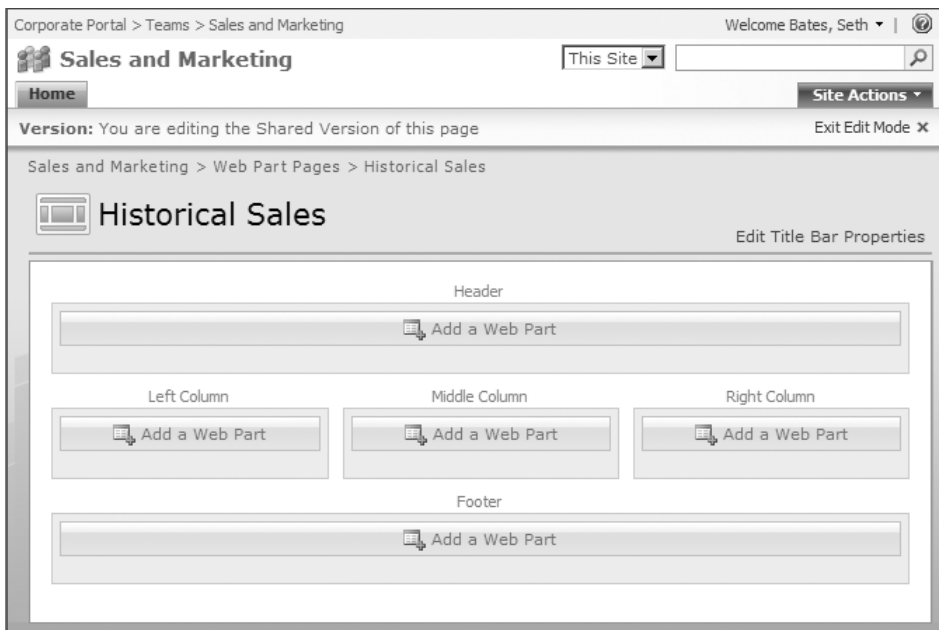 Corporate Portal > Teams > Sales and Marketing Welcome Bates, Seth |
Sales and Marketing This Site
Home Site Actions
Version: You are editing the Shared Version of this page Exit Edit Mode
Sales and Marketing > Web Part Pages > Historical Sales
Historical Sales
Edit Title Bar Properties
Header
Add a Web Part
Left Column Middle Column Right Column
Add a Web Part Add a Web Part Add a Web Part
Footer
Add a Web Part